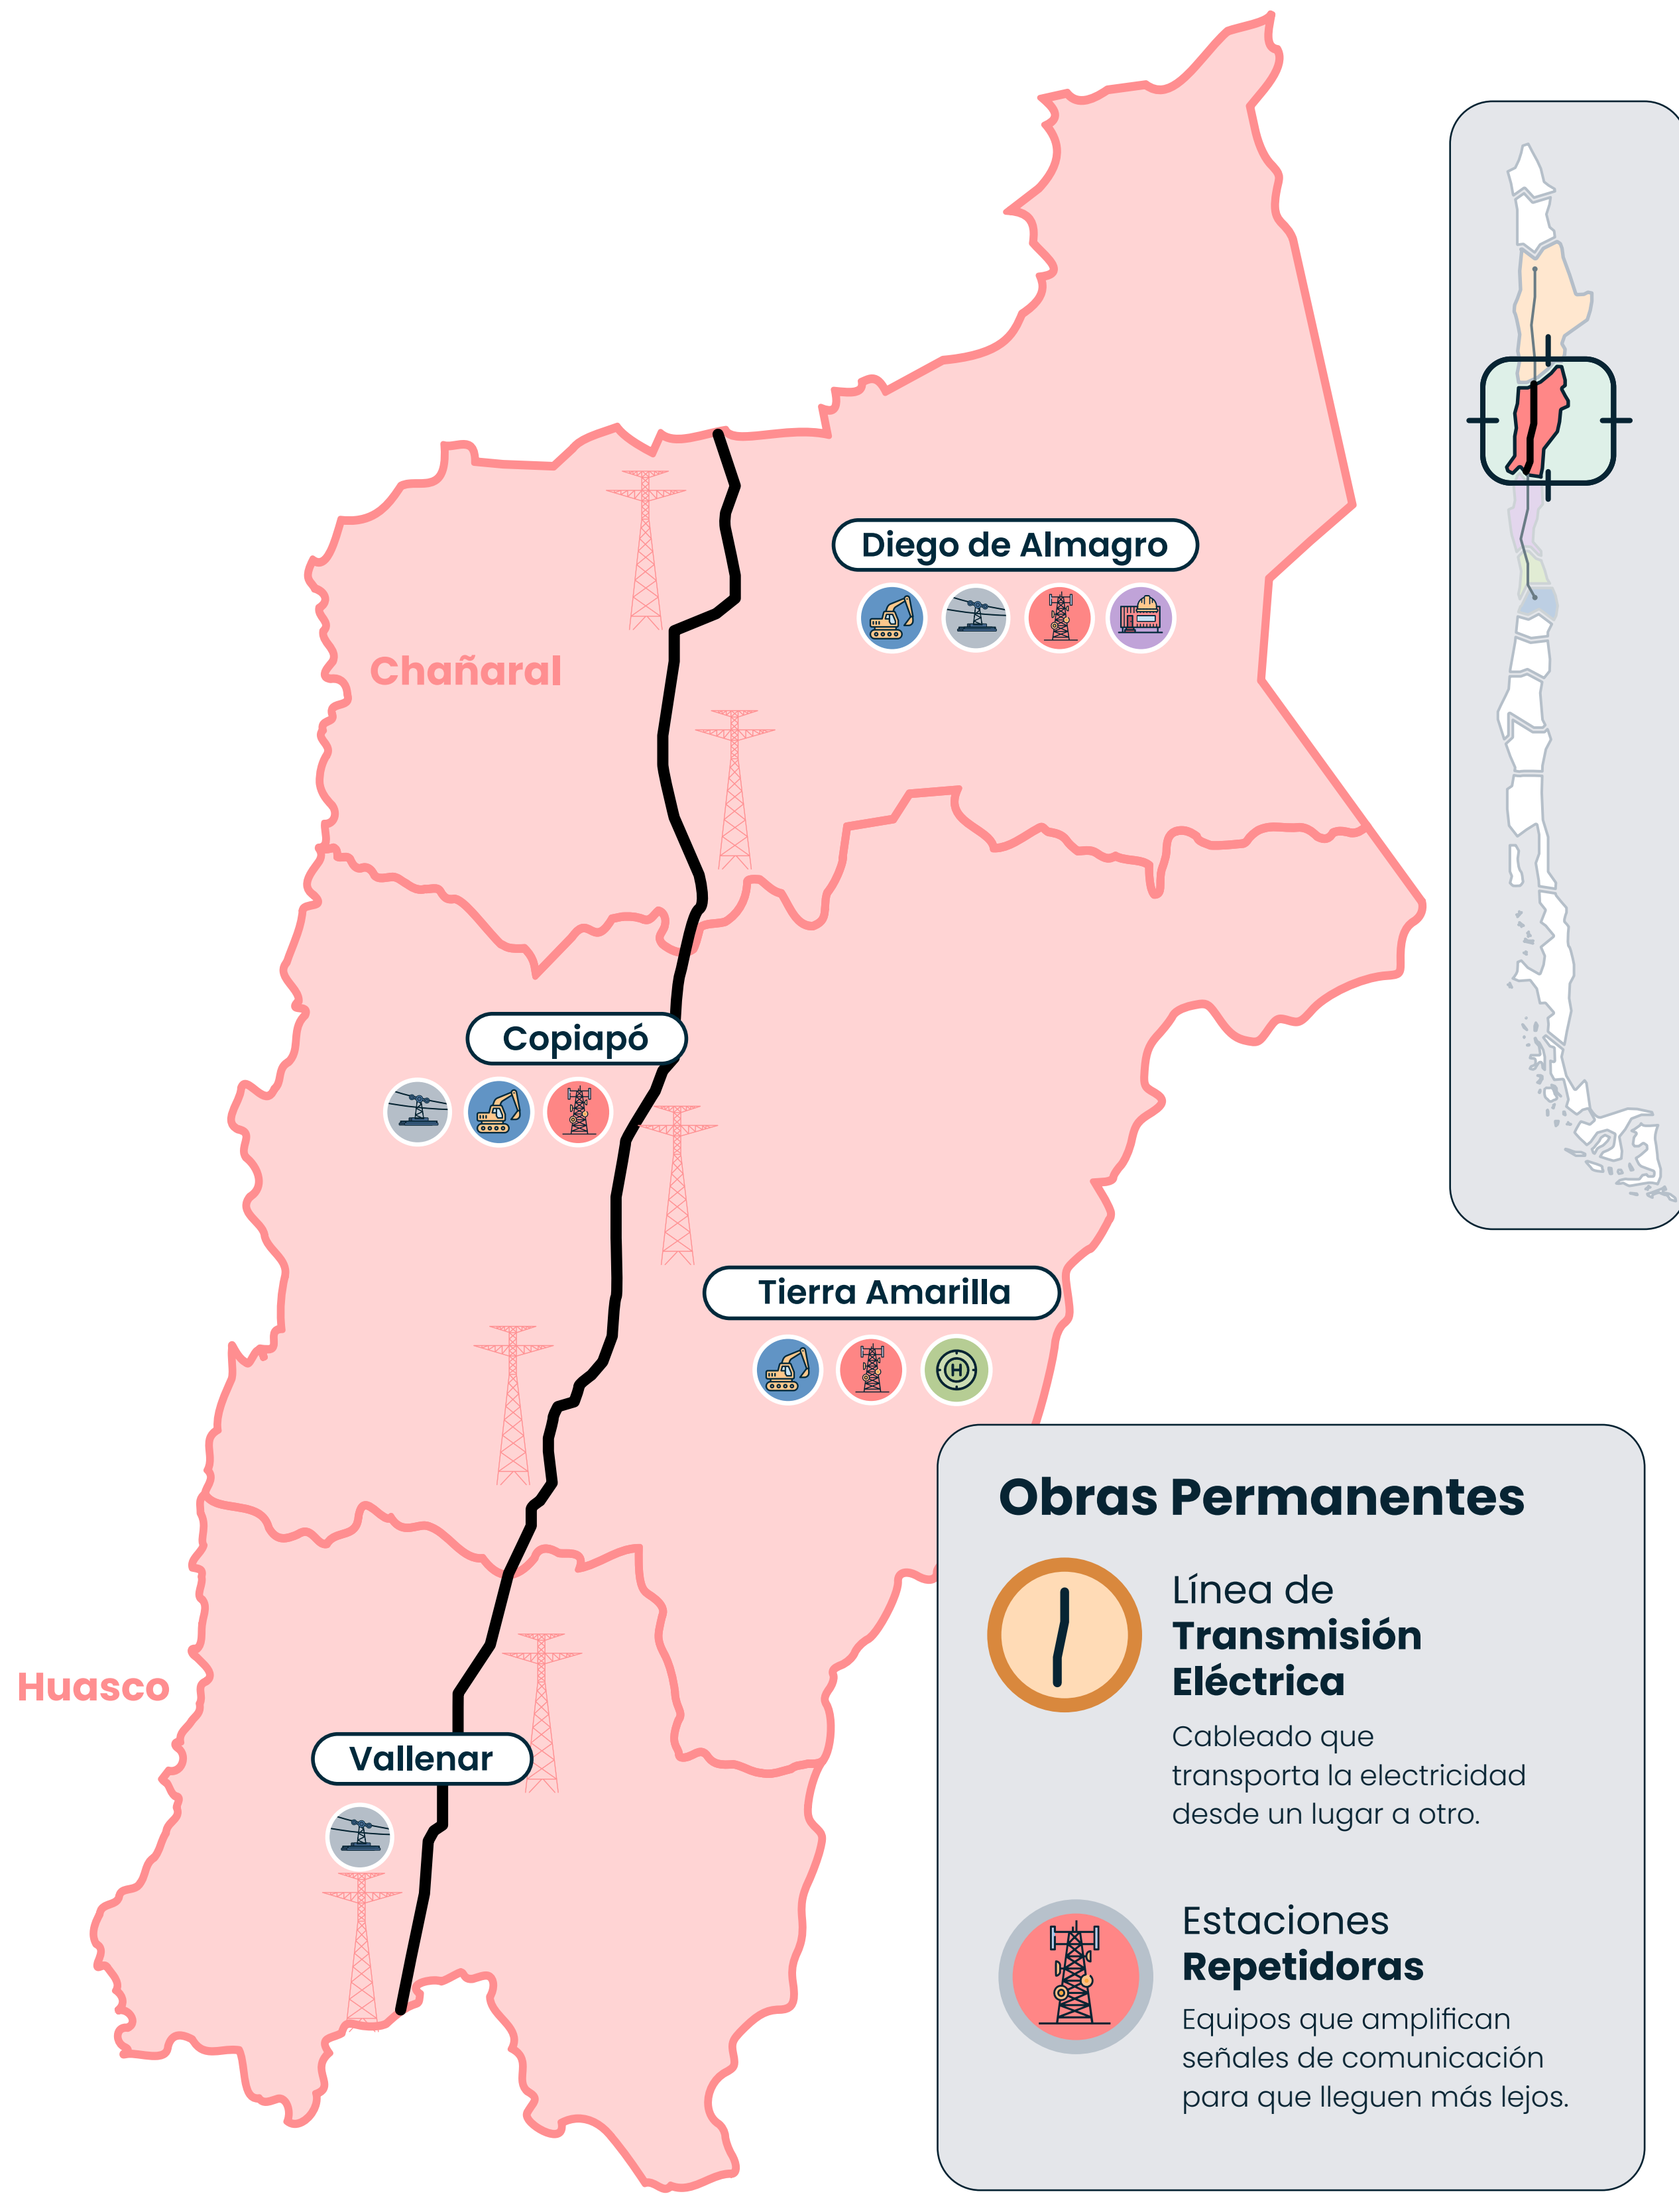 Diego de Almagro
Chañaral
Copiapó
Tierra Amarilla
H
Huasco
Vallenar
Obras Permanentes
Línea de
Transmisión
Eléctrica
Cableado que
transporta la electricidad
desde un lugar a otro.
Estaciones
Repetidoras
Equipos que amplifican
señales de comunicación
para que lleguen más lejos.